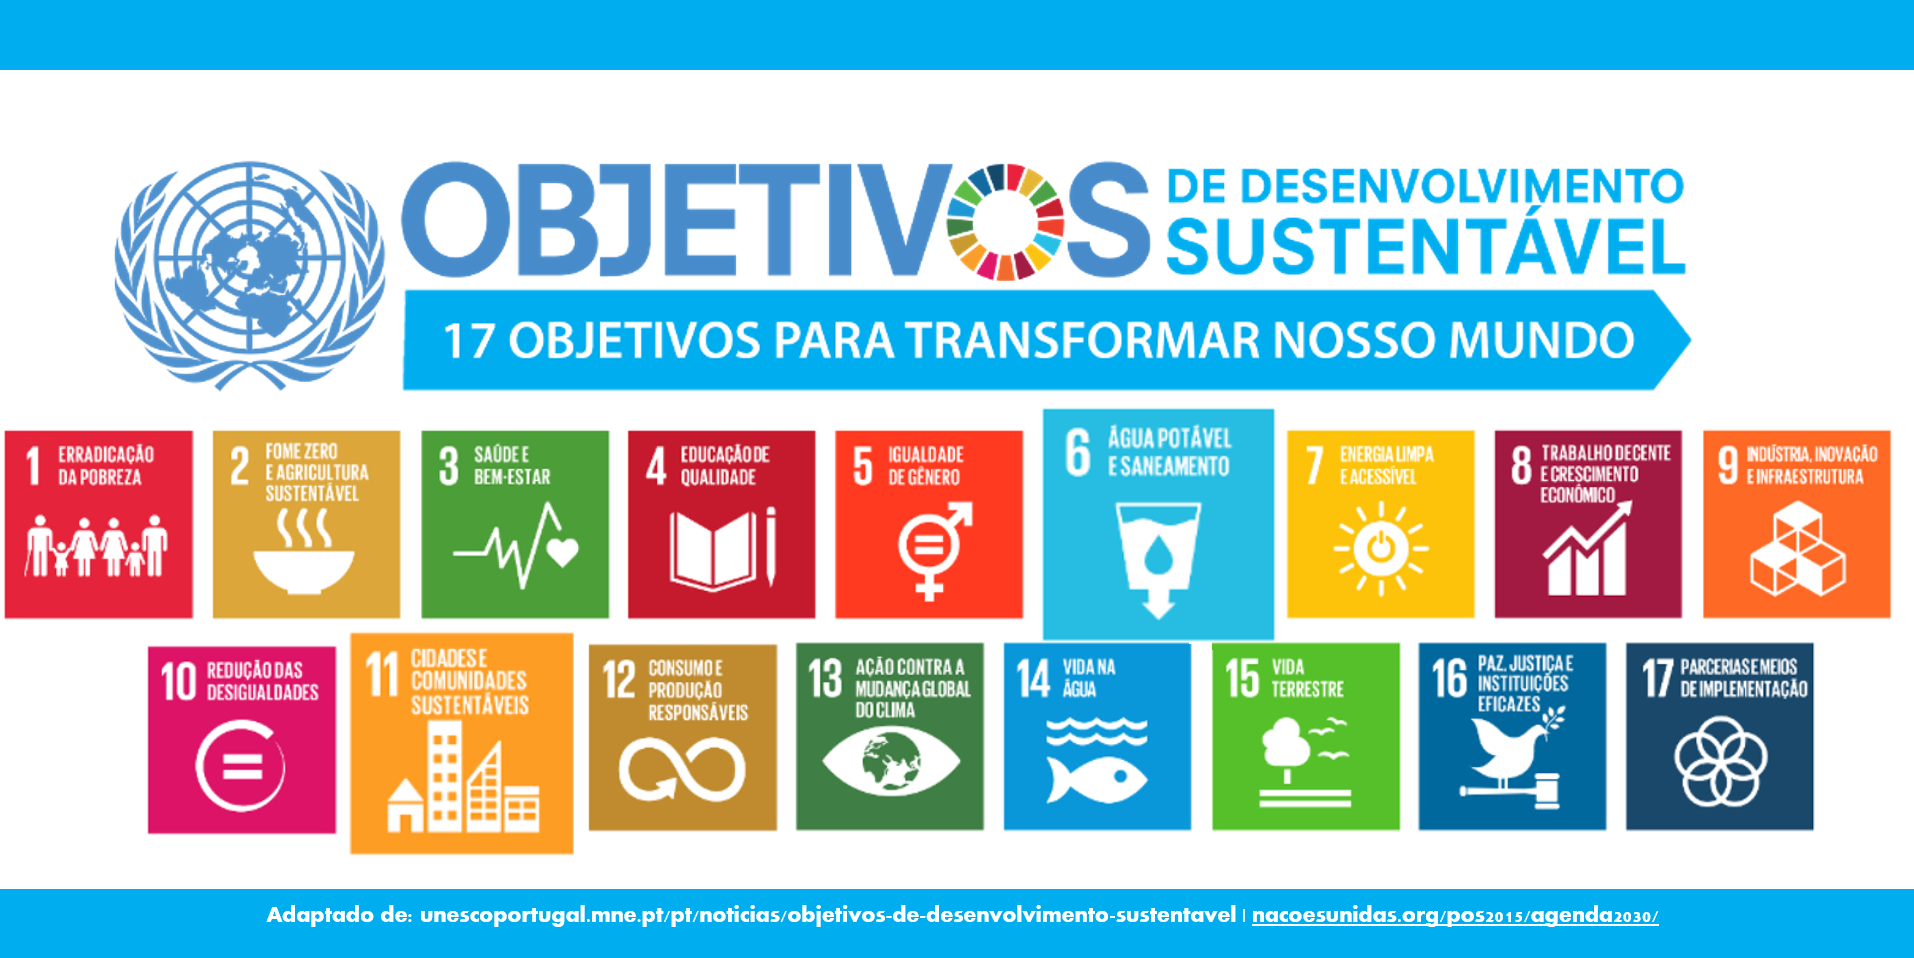 OBJETIVOS DE DESENVOLVIMENTO
SUSTENTÁVEL
17 OBJETIVOS PARA TRANSFORMAR NOSSO MUNDO
1 ERRADICAÇÃO
DA POBREZA
2 FOME ZERO
E AGRICULTURA
SUSTENTÁVEL
3 SAÚDE E
BEM-ESTAR
4 EDUCAÇÃO DE
QUALIDADE
5 IGUALDADE
DE GÊNERO
6 ÁGUA POTÁVEL
E SANEAMENTO
7 ENERGIA LIMPA
E ACESSÍVEL
8 TRABALHO DECENTE
E CRESCIMENTO
ECONÔMICO
9 INDÚSTRIA, INOVAÇÃO
E INFRAESTRUTURA
10 REDUÇÃO DAS
DESIGUALDADES
11 CIDADES E
COMUNIDADES
SUSTENTÁVEIS
12 CONSUMO E
PRODUÇÃO
RESPONSÁVEIS
13 AÇÃO CONTRA A
MUDANÇA GLOBAL
DO CLIMA
14 VIDA NA
ÁGUA
15 VIDA
TERRESTRE
16 PAZ, JUSTIÇA E
INSTITUIÇÕES
EFICAZES
17 PARCERIAS E MEIOS
DE IMPLEMENTAÇÃO
Adaptado de: unescoportugal.mne.pt/pt/noticias/objetivos-de-desenvolvimento-sustentavel | nacoesunidas.org/pos2015/agenda2030/